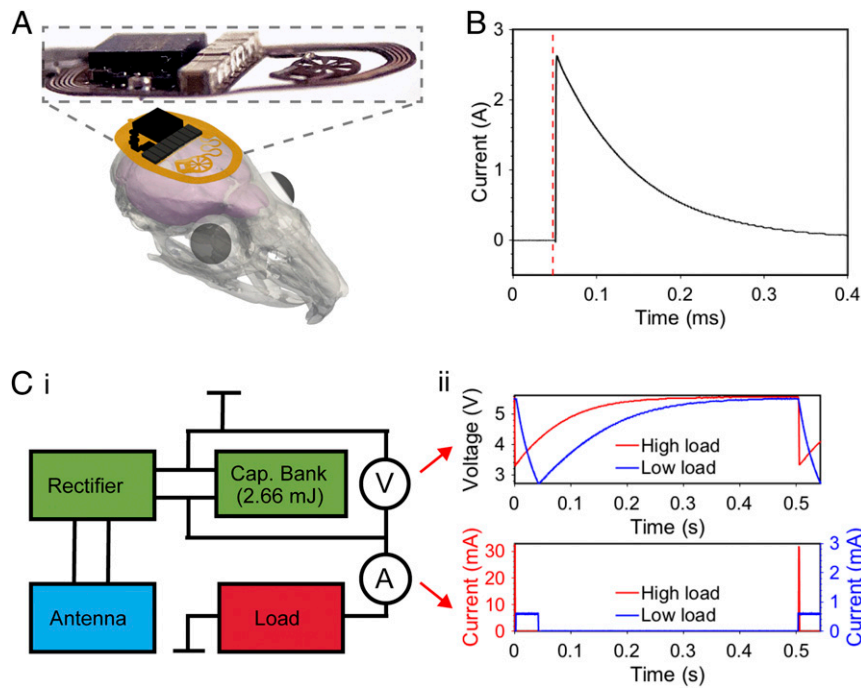 A
B
3
2
1
0
Current (A)
0
0.1
0.2
0.3
0.4
Time (ms)
C i
Rectifier
Cap. Bank
(2.66 mJ)
V
A
Antenna
Load
ii
Voltage (V)
5
4
3
High load
Low load
0
0.1
0.2
0.3
0.4
0.5
Time (s)
Current (mA)
30
20
10
0
High load
Low load
3
2
1
0
Current (mA)
0
0.1
0.2
0.3
0.4
0.5
Time (s)